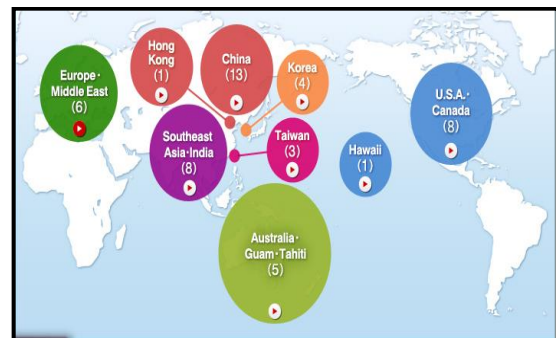 Europe・
Middle East
(6)
Hong
Kong
(1)
China
(13)
Korea
(4)
U.S.A.・
Canada
(8)
Southeast
Asia・India
(8)
Taiwan
(3)
Hawaii
(1)
Australia・
Guam・Tahiti
(5)